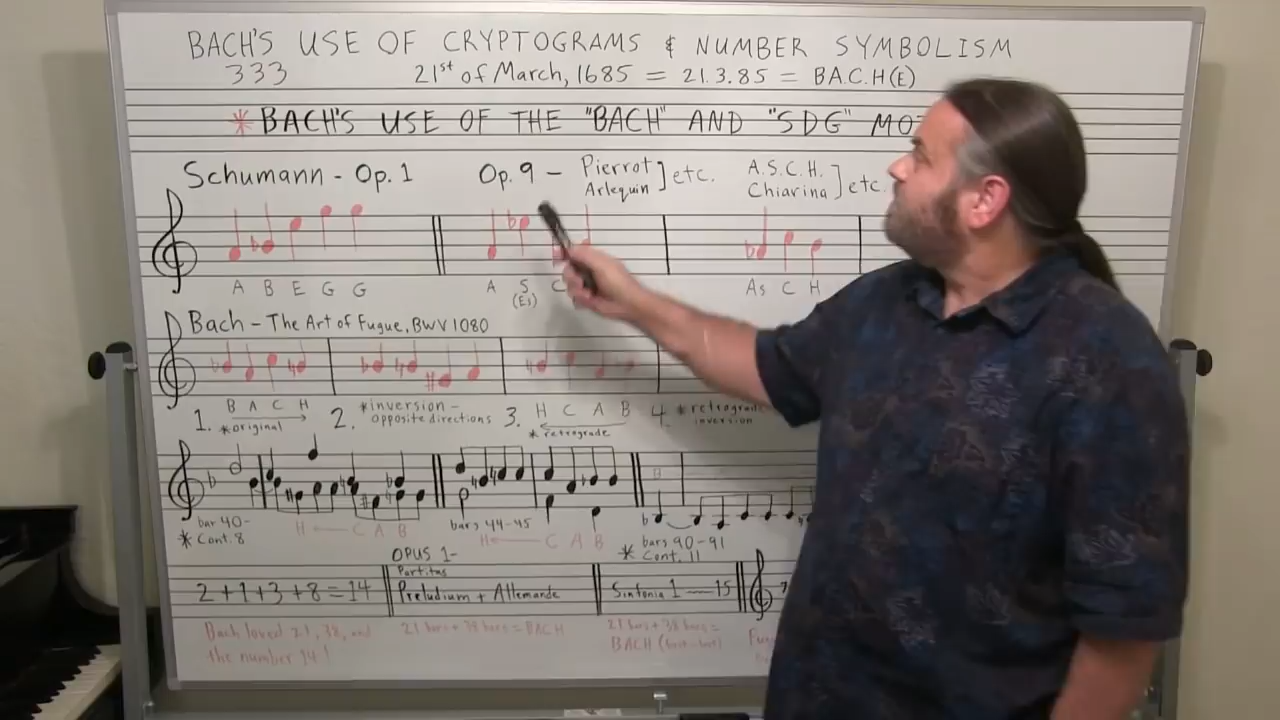 BACH'S USE OF CRYPTOGRAMS & NUMBER SYMBOLISM
333 21st of March, 1685 = 21.3.85 = BA.C.H(E)
*BACH'S USE OF THE "BACH" AND "SDG" MO
Schumann - Op. 1 Op. 9 - Pierrot Arlequin ] etc. A.S.C.H. Chiarina ] etc.
A B E G G A S (Es) C As C H
Bach - The Art of Fugue, BWV 1080
1. B A C H *original 2. *inversion - opposite directions 3. H C A B *retrograde 4. *retrograde inversion
bar 40- * Cont. 8 H C A B bars 44-45 H C A B bars 90-91 * Cont. 11
OPUS 1-
2+1+3+8=14 Partitas Preludium + Allemande Sinfonia 1 — 15
Bach loved 21, 38, and the number 14! 21 bars + 38 bars = BACH 21 bars + 38 bars = BACH